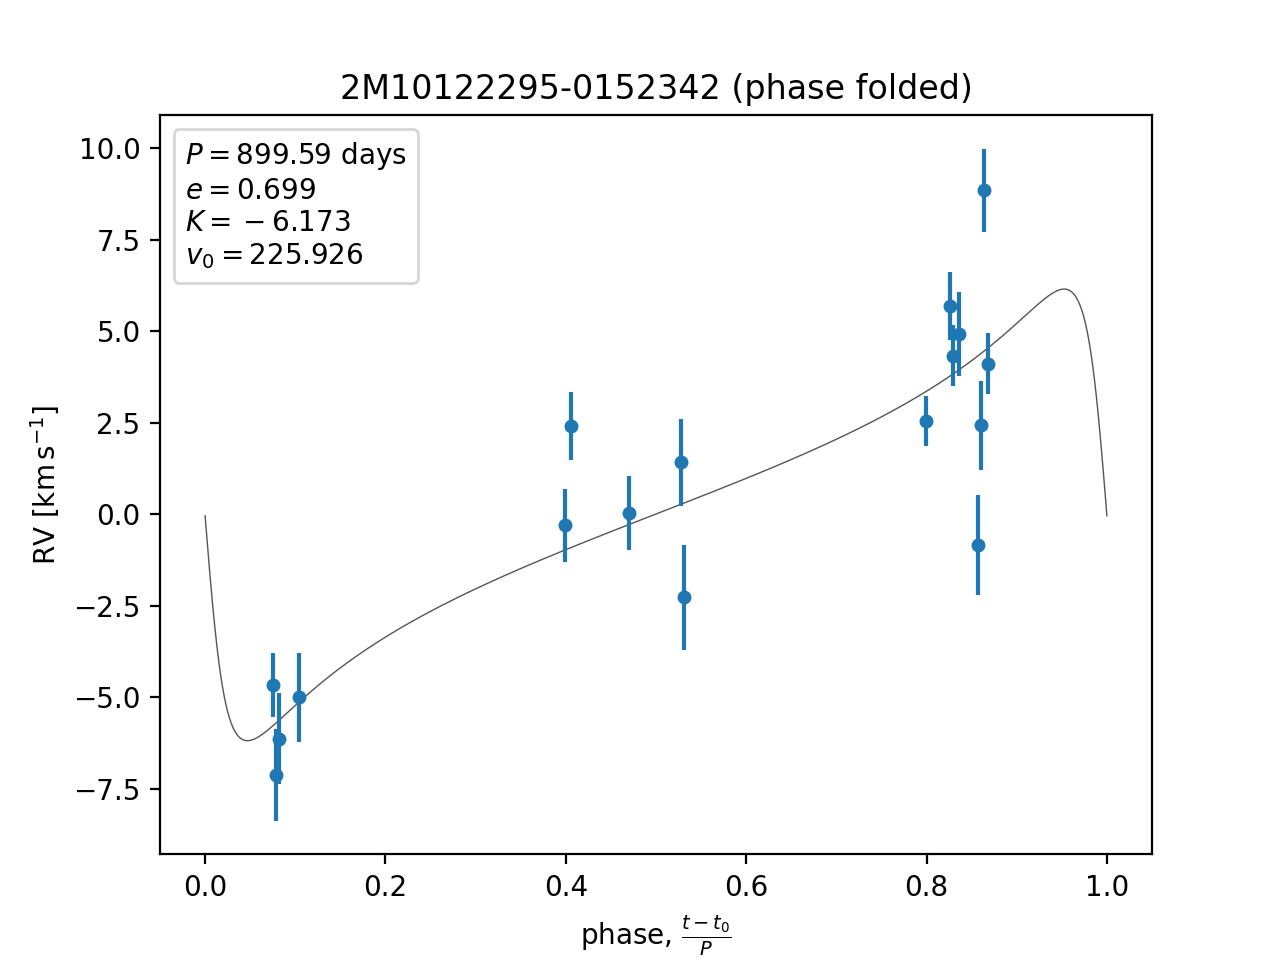 2M10122295-0152342 (phase folded)
P = 899.59 days
e = 0.699
K = −6.173
v₀ = 225.926
10.0
7.5
5.0
2.5
0.0
−2.5
−5.0
−7.5
RV [km s⁻¹]
0.0 0.2 0.4 0.6 0.8 1.0
phase, (t − t₀)/P